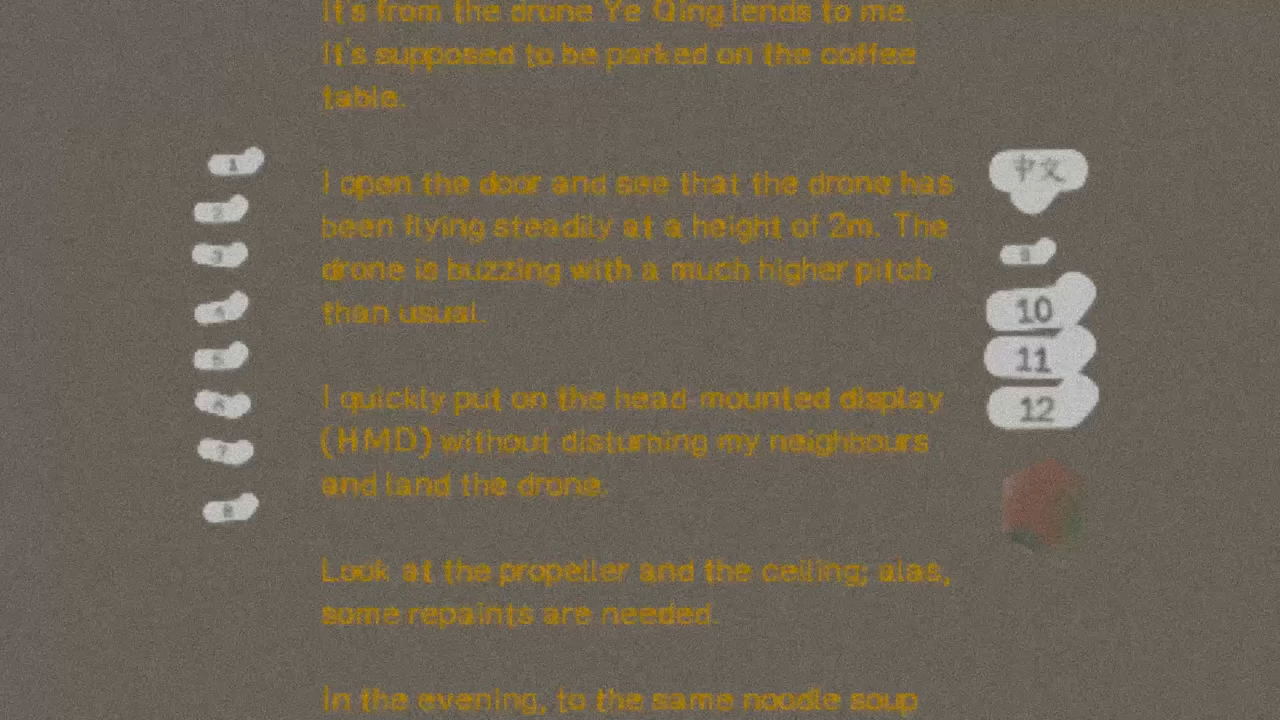 It's from the drone Ye Qing lends to me.
It's supposed to be parked on the coffee
table.
I open the door and see that the drone has
been flying steadily at a height of 2m. The
drone is buzzing with a much higher pitch
than usual.
I quickly put on the head-mounted display
(HMD) without disturbing my neighbours
and land the drone.
Look at the propeller and the ceiling; alas,
some repaints are needed.
In the evening, to the same noodle soup
1
2
3
4
5
6
7
8
中文
9
10
11
12